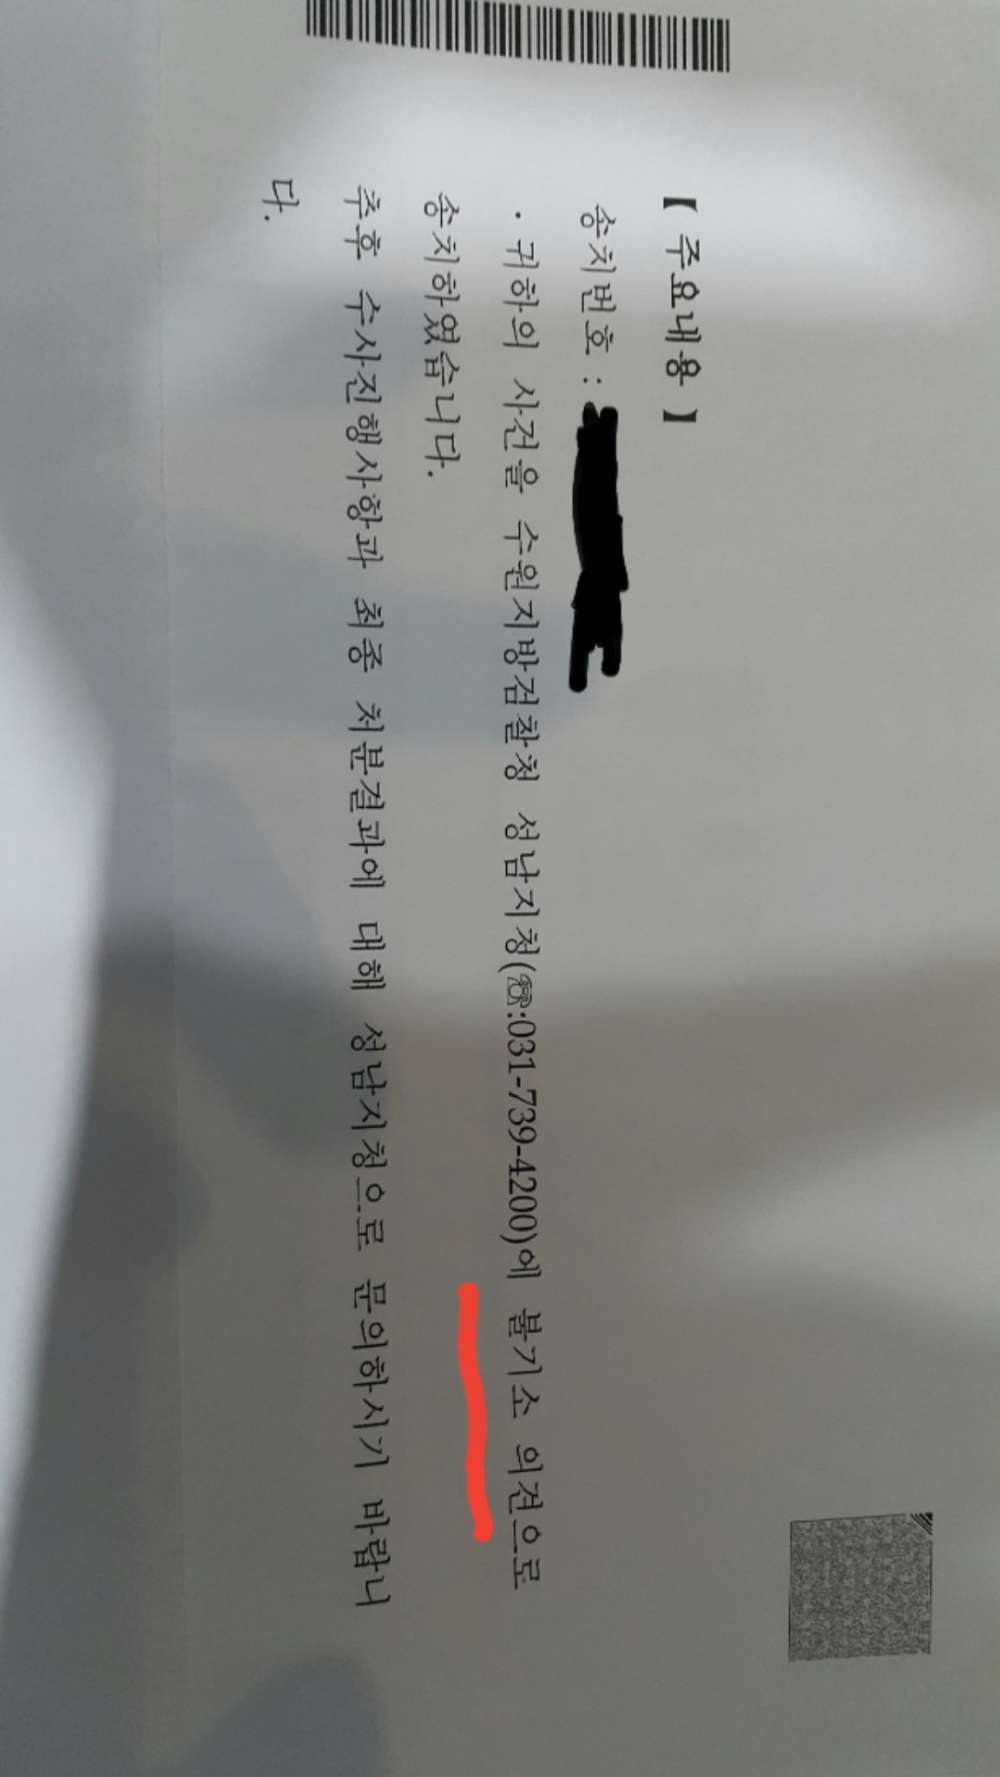 【 주요내용 】
송치번호 :
· 귀하의 사건을 수원지방검찰청 성남지청(☏:031-739-4200)에 불기소 의견으로
송치하였습니다.
추후 수사진행사항과 최종 처분결과에 대해 성남지청으로 문의하시기 바랍니
다.